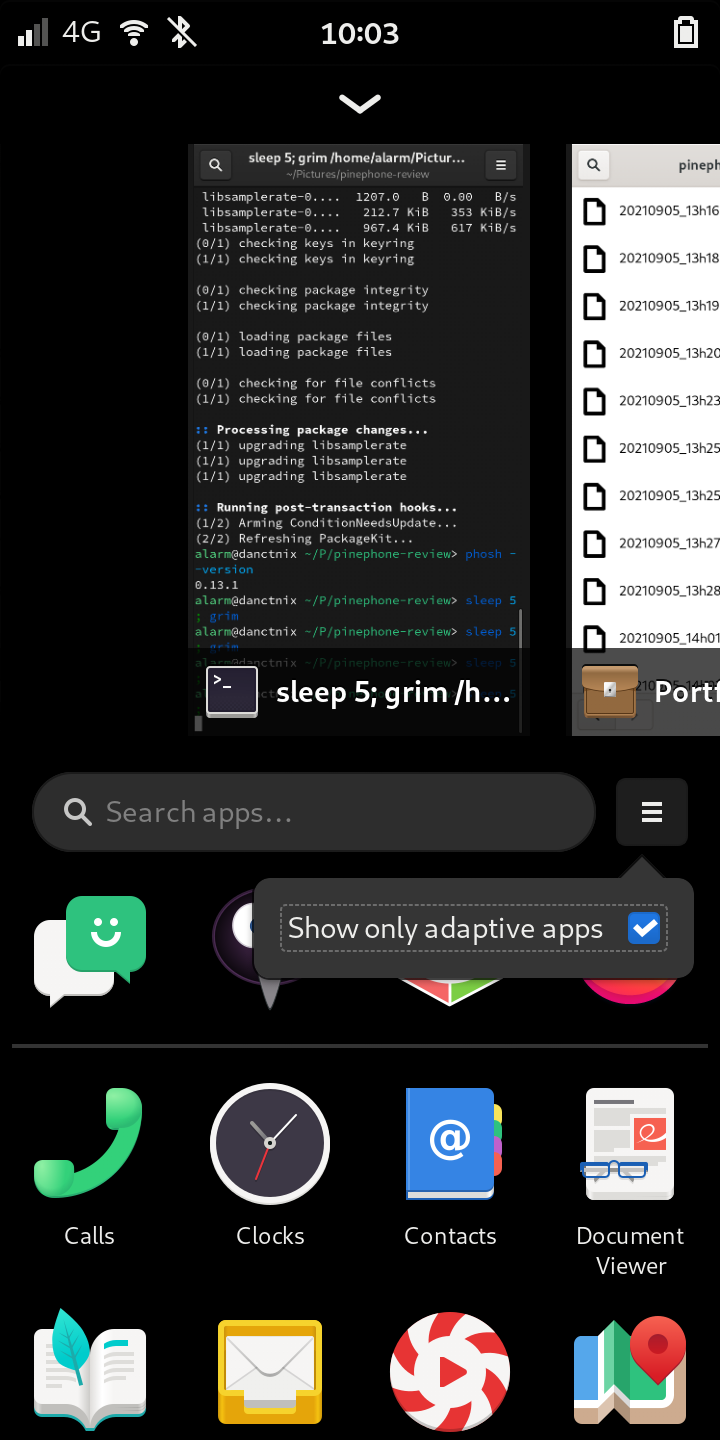 4G
10:03
sleep 5; grim /home/alarm/Pictur...
~/Pictures/pinephone-review
libsamplerate-0.... 1207.0 B 0.00 B/s
libsamplerate-0.... 212.7 KiB 353 KiB/s
libsamplerate-0.... 967.4 KiB 617 KiB/s
(0/1) checking keys in keyring
(1/1) checking keys in keyring
(0/1) checking package integrity
(1/1) checking package integrity
(0/1) loading package files
(1/1) loading package files
(0/1) checking for file conflicts
(1/1) checking for file conflicts
:: Processing package changes...
(1/1) upgrading libsamplerate
(1/1) upgrading libsamplerate
(1/1) upgrading libsamplerate
:: Running post-transaction hooks...
(1/2) Arming ConditionNeedsUpdate...
(2/2) Refreshing PackageKit...
alarm@danctnix ~/P/pinephone-review> phosh -
-version
0.13.1
alarm@danctnix ~/P/pinephone-review> sleep 5
; grim
alarm@danctnix ~/P/pinephone-review> sleep 5
; grim
sleep 5; grim /h...
pineph
20210905_13h16
20210905_13h18
20210905_13h19
20210905_13h20
20210905_13h23
20210905_13h25
20210905_13h25
20210905_13h27
20210905_13h28
20210905_14h01
Portf
Search apps...
Show only adaptive apps
Calls
Clocks
@
Contacts
Document
Viewer